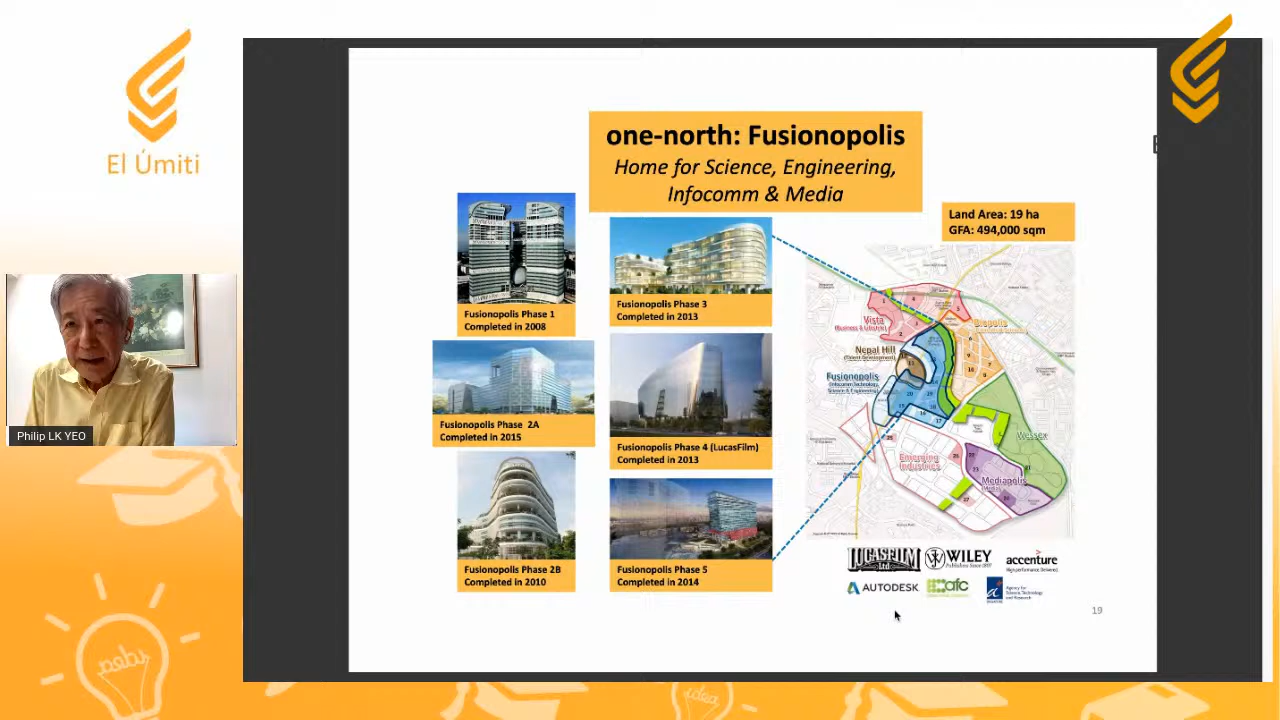 El Úmiti
one-north: Fusionopolis
Home for Science, Engineering,
Infocomm & Media
Land Area: 19 ha
GFA: 494,000 sqm
Fusionopolis Phase 1
Completed in 2008
Fusionopolis Phase 3
Completed in 2013
Fusionopolis Phase 2A
Completed in 2015
Fusionopolis Phase 4 (LucasFilm)
Completed in 2013
Fusionopolis Phase 2B
Completed in 2010
Fusionopolis Phase 5
Completed in 2014
Vista
(Business & Lifestyle)
Biopolis
Nepal Hill
(Talent Development)
Fusionopolis
(Infocomm Technology,
Science & Engineering)
Wessex
Emerging
Industries
Mediapolis
LUCASFILM
Ltd
WILEY
Publishers Since 1807
accenture
High performance. Delivered.
AUTODESK
afc
Agency for
Science, Technology
and Research
19
Philip LK YEO
idea
idea